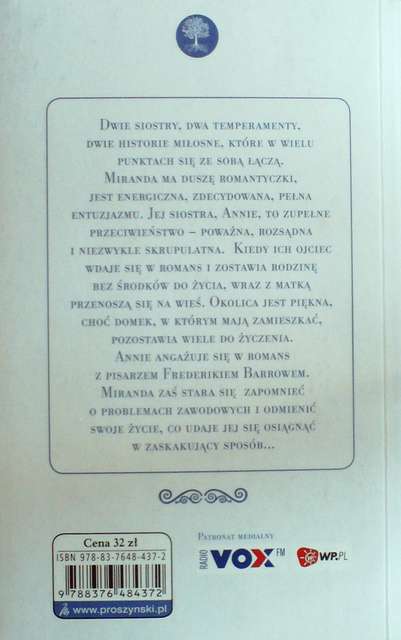 Dwie siostry, dwa temperamenty,
dwie historie miłosne, które w wielu
punktach się ze sobą łączą.
Miranda ma duszę romantyczki,
jest energiczna, zdecydowana, pełna
entuzjazmu. Jej siostra, Annie, to zupełne
przeciwieństwo – poważna, rozsądna
i niezwykle skrupulatna. Kiedy ich ojciec
wdaje się w romans i zostawia rodzinę
bez środków do życia, wraz z matką
przenoszą się na wieś. Okolica jest piękna,
choć domek, w którym mają zamieszkać,
pozostawia wiele do życzenia.
Annie angażuje się w romans
z pisarzem Frederikiem Barrowem.
Miranda zaś stara się zapomnieć
o problemach zawodowych i odmienić
swoje życie, co udaje jej się osiągnąć
w zaskakujący sposób...
Cena 32 zł
ISBN 978-83-7648-437-2
9 788376 484372
www.proszynski.pl
Patronat medialny
RADIO VOX FM
WP.PL